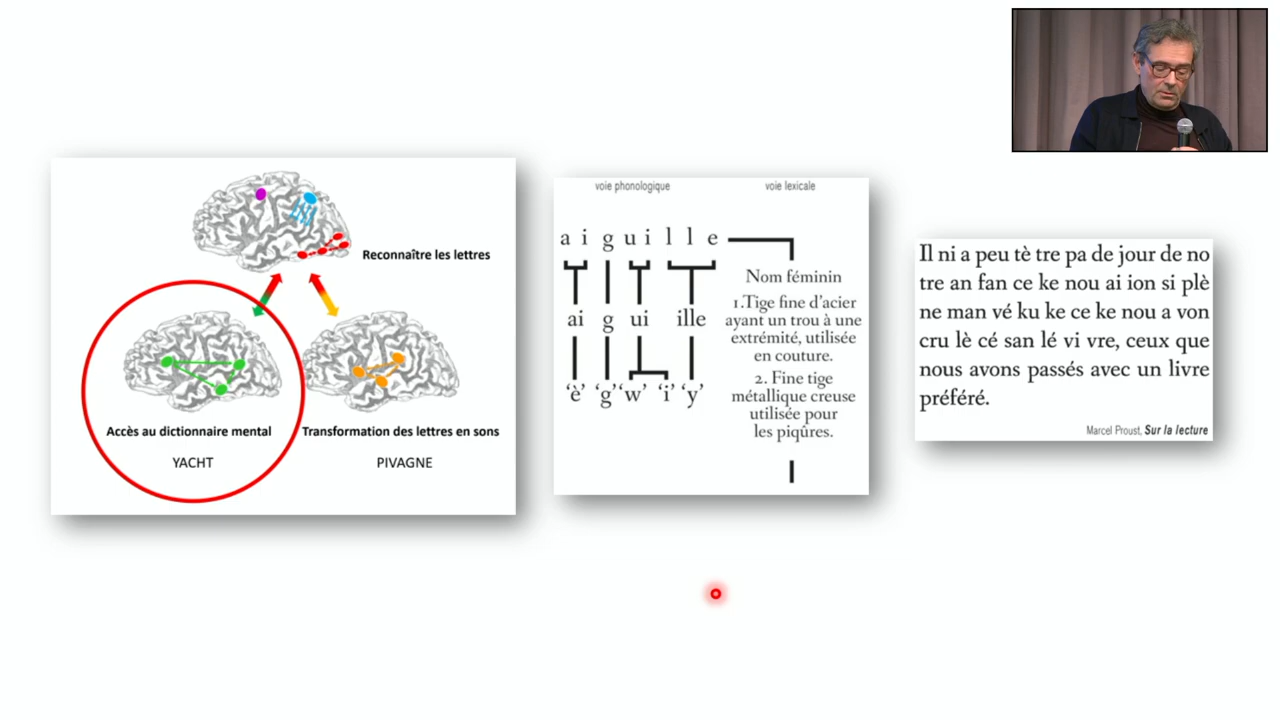 Reconnaître les lettres
Accès au dictionnaire mental
YACHT
Transformation des lettres en sons
PIVAGNE
voie phonologique
voie lexicale
a i g u i l l e
ai g ui ille
‘è’ ‘g’ ‘w’ ‘i’ ‘y’
Nom féminin
1.Tige fine d’acier
ayant un trou à une
extrémité, utilisée
en couture.
2. Fine tige
métallique creuse
utilisée pour
les piqûres.
Il ni a peu tè tre pa de jour de no
tre an fan ce ke nou ai ion si plè
ne man vé ku ke ce ke nou a von
cru lè cé san lé vi vre, ceux que
nous avons passés avec un livre
préféré.
Marcel Proust, Sur la lecture